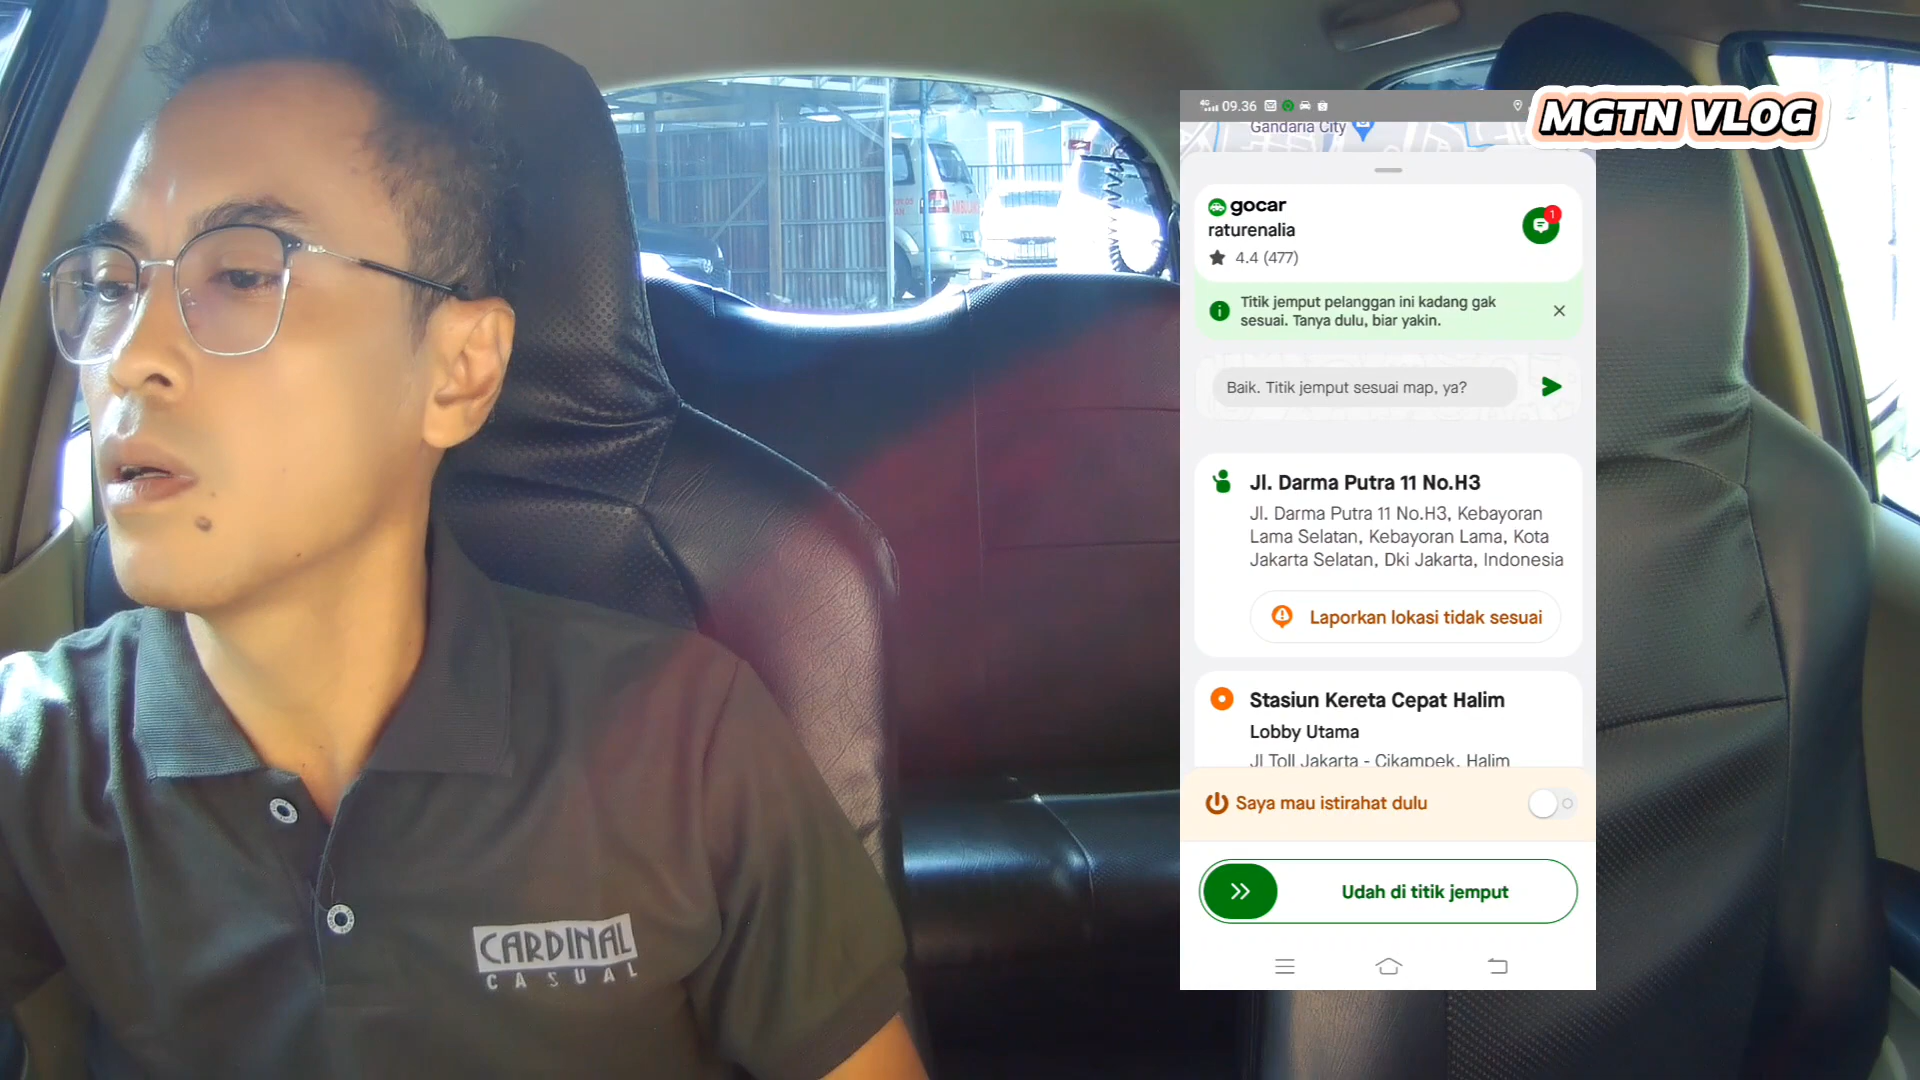 MGTN VLOG
4G 09.36
Gandaria City
gocar
raturenalia
4.4 (477)
1
Titik jemput pelanggan ini kadang gak
sesuai. Tanya dulu, biar yakin.
Baik. Titik jemput sesuai map, ya?
Jl. Darma Putra 11 No.H3
Jl. Darma Putra 11 No.H3, Kebayoran
Lama Selatan, Kebayoran Lama, Kota
Jakarta Selatan, Dki Jakarta, Indonesia
Laporkan lokasi tidak sesuai
Stasiun Kereta Cepat Halim
Lobby Utama
Jl Toll Jakarta - Cikampek, Halim
Saya mau istirahat dulu
Udah di titik jemput
CARDINAL
CASUAL